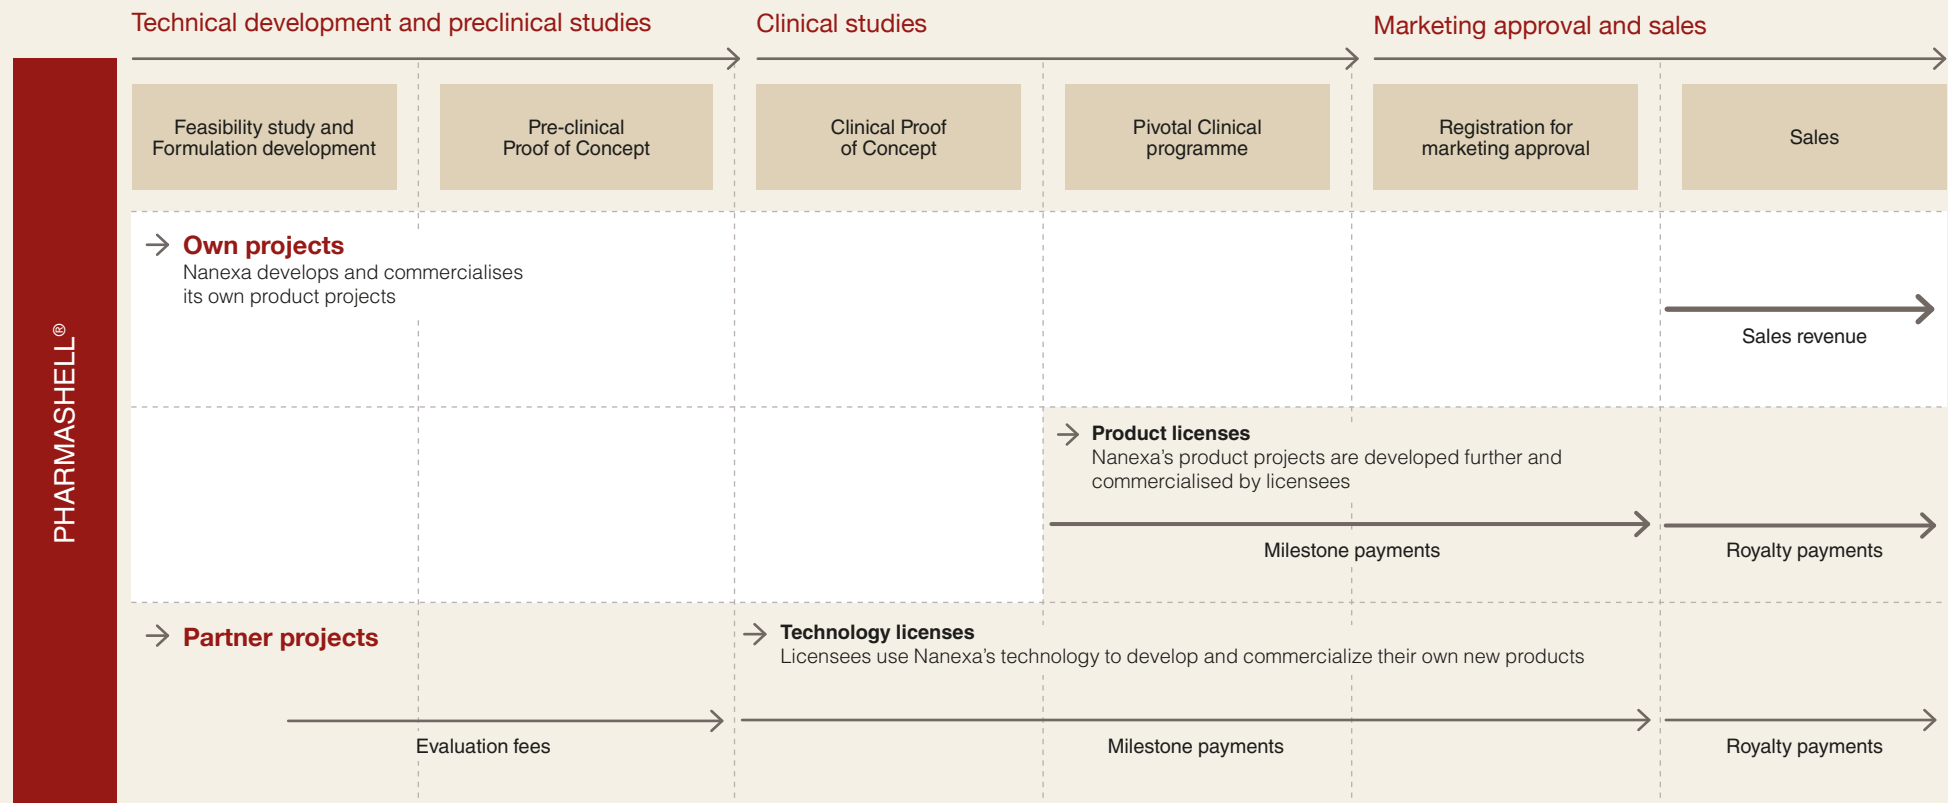 Technical development and preclinical studies
Clinical studies
Marketing approval and sales
Feasibility study and
Formulation development
Pre-clinical
Proof of Concept
Clinical Proof
of Concept
Pivotal Clinical
programme
Registration for
marketing approval
Sales
PHARMASHELL®
Own projects
Nanexa develops and commercialises
its own product projects
Sales revenue
Product licenses
Nanexa's product projects are developed further and
commercialised by licensees
Milestone payments
Royalty payments
Partner projects
Technology licenses
Licensees use Nanexa's technology to develop and commercialize their own new products
Evaluation fees
Milestone payments
Royalty payments